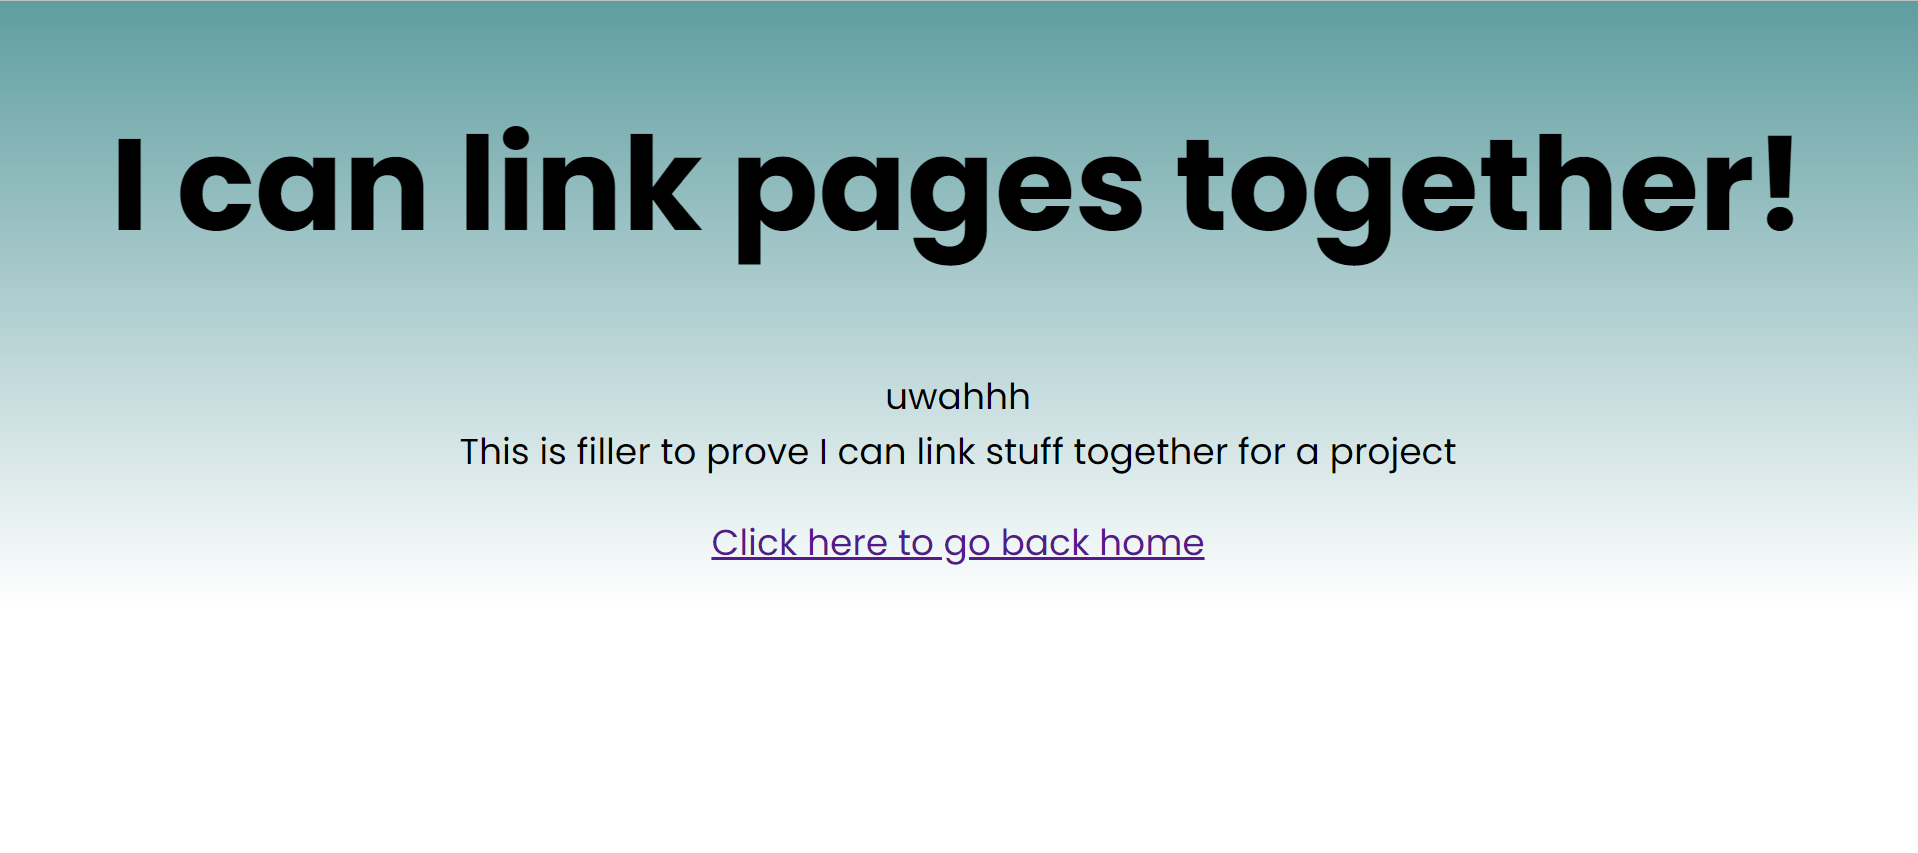 I can link pages together!
uwahhh
This is filler to prove I can link stuff together for a project
Click here to go back home